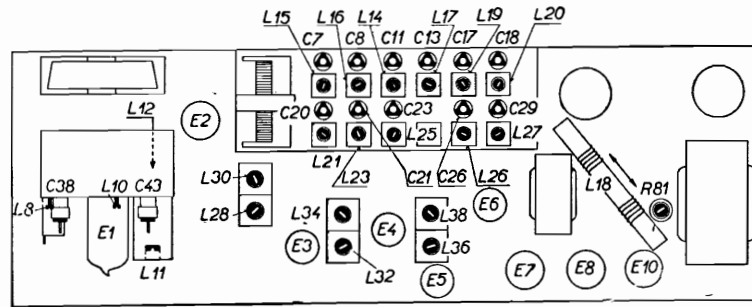 L15 L16 L14 L17 L19 L20
C7 C8 C11 C13 C17 C18
L12
E2
C20 C23 C29
L25 L27
L21
L30 L23 C21 C26 L26
C38 L10 C43
L18 R81
L8
L28 L34 L38 E6
E1
E4
E3 L36
L11 L32
E5 E7 E8 E10